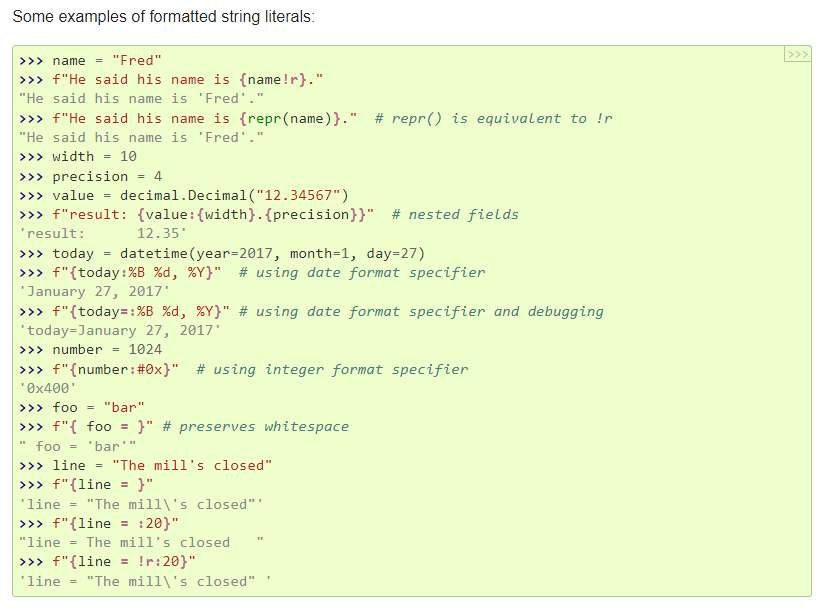 Some examples of formatted string literals:
>>>
>>> name = "Fred"
>>> f"He said his name is {name!r}."
"He said his name is 'Fred'."
>>> f"He said his name is {repr(name)}."  # repr() is equivalent to !r
"He said his name is 'Fred'."
>>> width = 10
>>> precision = 4
>>> value = decimal.Decimal("12.34567")
>>> f"result: {value:{width}.{precision}}"  # nested fields
'result:      12.35'
>>> today = datetime(year=2017, month=1, day=27)
>>> f"{today:%B %d, %Y}"  # using date format specifier
'January 27, 2017'
>>> f"{today=:%B %d, %Y}" # using date format specifier and debugging
'today=January 27, 2017'
>>> number = 1024
>>> f"{number:#0x}"  # using integer format specifier
'0x400'
>>> foo = "bar"
>>> f"{ foo = }" # preserves whitespace
" foo = 'bar'"
>>> line = "The mill's closed"
>>> f"{line = }"
'line = "The mill\'s closed"'
>>> f"{line = :20}"
"line = The mill's closed   "
>>> f"{line = !r:20}"
'line = "The mill\'s closed" '